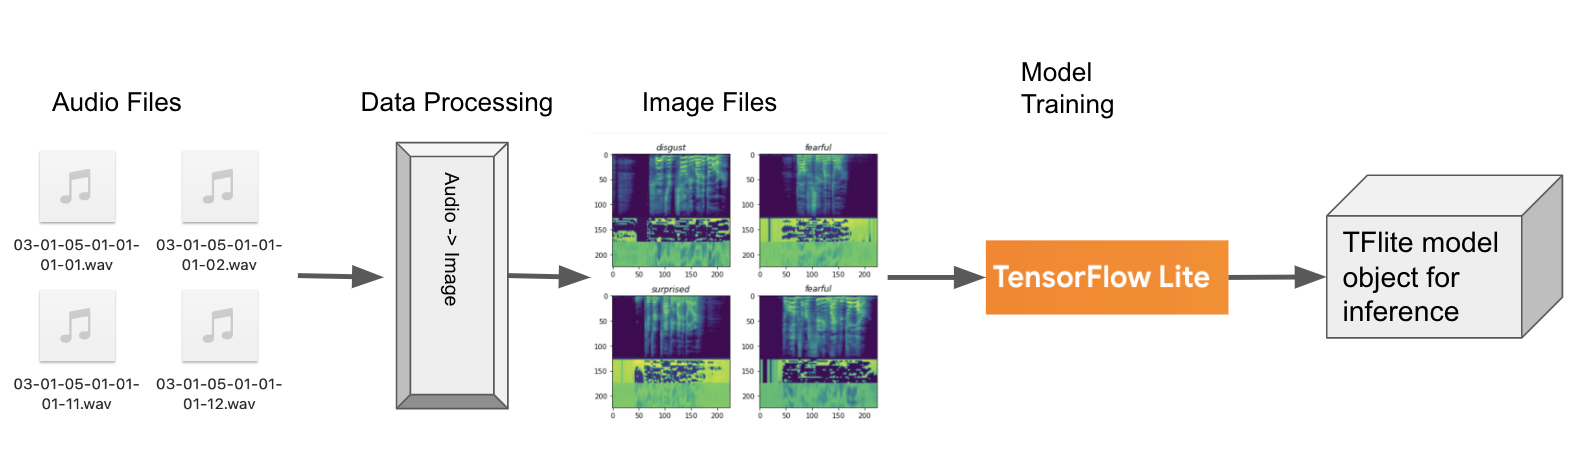 Audio Files
Data Processing
Image Files
Model
Training
03-01-05-01-01-
01-01.wav
03-01-05-01-01-
01-02.wav
03-01-05-01-01-
01-11.wav
03-01-05-01-01-
01-12.wav
Audio -> Image
disgust
0
50
100
150
200
0 50 100 150 200
fearful
0
50
100
150
200
0 50 100 150 200
surprised
0
50
100
150
200
0 50 100 150 200
fearful
0
50
100
150
200
0 50 100 150 200
TensorFlow Lite
TFlite model
object for
inference